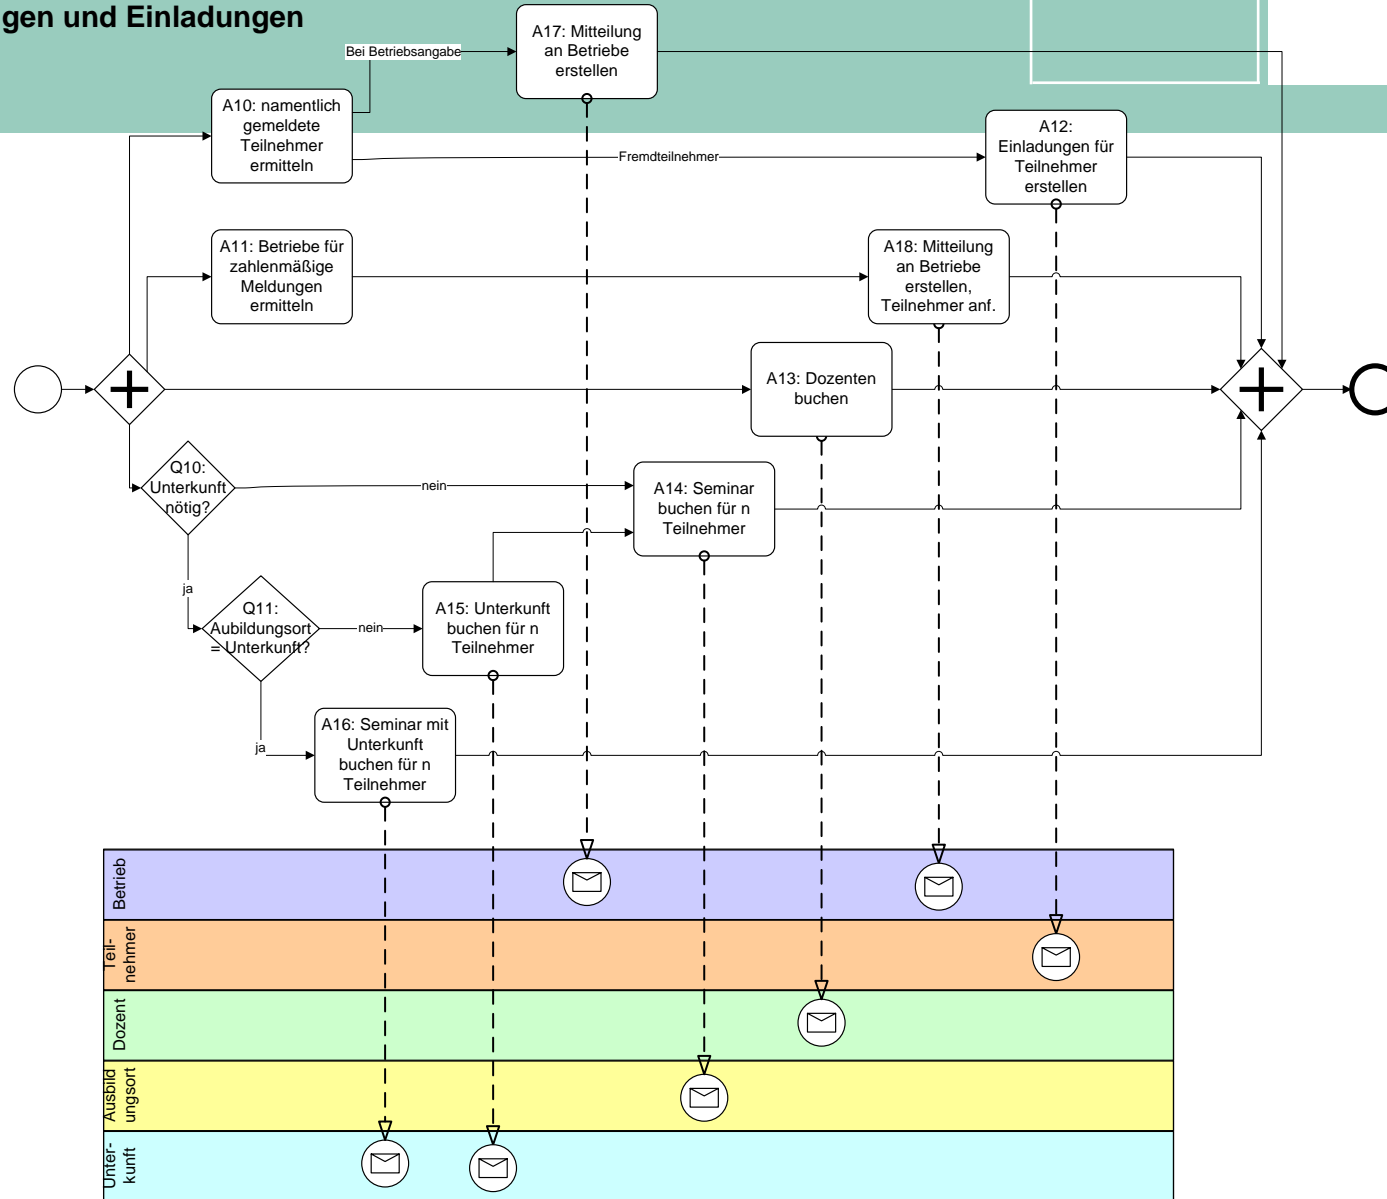 gen und Einladungen
A17: Mitteilung
an Betriebe
erstellen
Bei Betriebsangabe
A10: namentlich
gemeldete
Teilnehmer
ermitteln
A12:
Einladungen für
Teilnehmer
erstellen
Fremdteilnehmer
A11: Betriebe für
zahlenmäßige
Meldungen
ermitteln
A18: Mitteilung
an Betriebe
erstellen,
Teilnehmer anf.
A13: Dozenten
buchen
Q10:
Unterkunft
nötig?
nein
A14: Seminar
buchen für n
Teilnehmer
ja
Q11:
Aubildungsort
= Unterkunft?
nein
A15: Unterkunft
buchen für n
Teilnehmer
ja
A16: Seminar mit
Unterkunft
buchen für n
Teilnehmer
Betrieb
Teil-
nehmer
Dozent
Ausbild
ungsort
Unter-
kunft